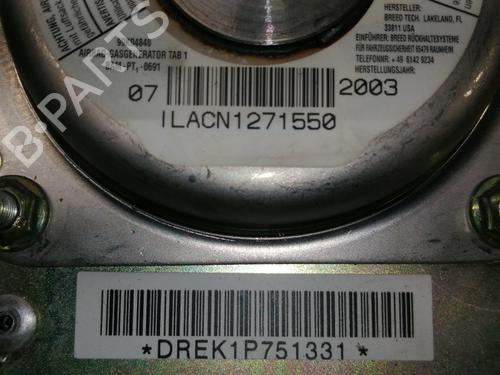 HERSTELLER:
BREED TECH. LAKELAND, FL
33811 USA
EINFÜHRER: BREED RÜCKHALTESYSTEME
FÜR FAHRZEUGSICHERHEIT 65479 RAUNHEIM
TELEFONNR: + 49 6142 9234
HERSTELLUNGSJAHR:
ACHTUNG,
AIRBAG GASGENERATOR TAB 1
07
2003
ILACN1271550
*DREK1P751331*
B-PARTS